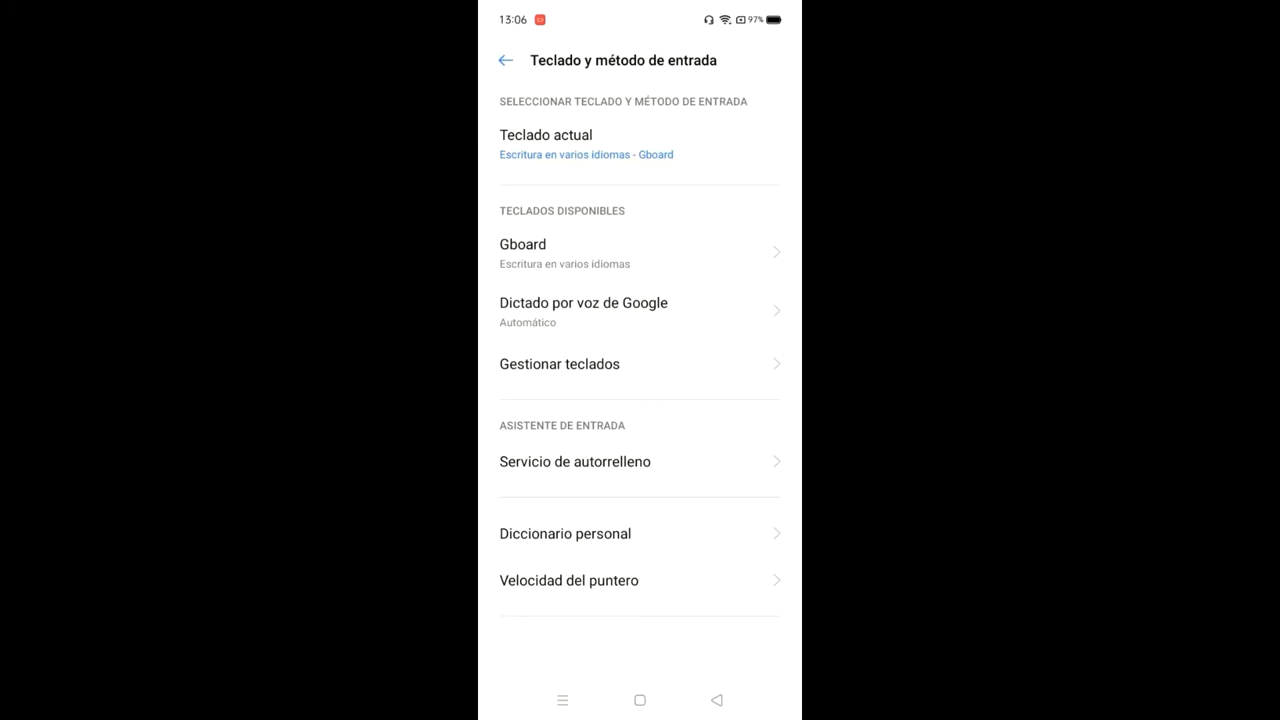 13:06
97%
Teclado y método de entrada
SELECCIONAR TECLADO Y MÉTODO DE ENTRADA
Teclado actual
Escritura en varios idiomas - Gboard
TECLADOS DISPONIBLES
Gboard
Escritura en varios idiomas
Dictado por voz de Google
Automático
Gestionar teclados
ASISTENTE DE ENTRADA
Servicio de autorrelleno
Diccionario personal
Velocidad del puntero